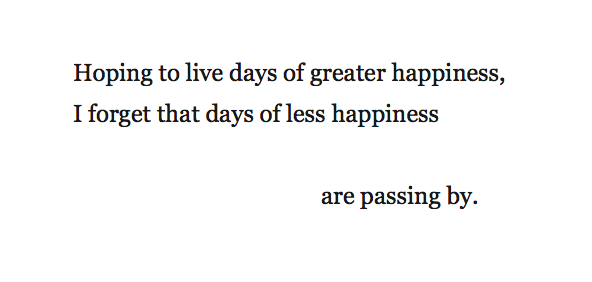 Hoping to live days of greater happiness,
I forget that days of less happiness
are passing by.